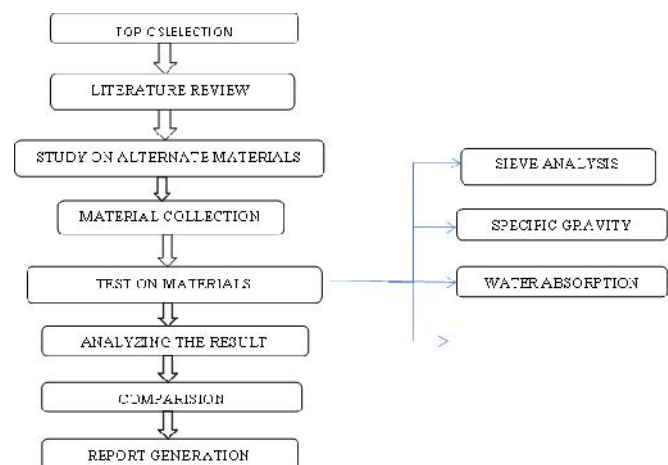 TOP C SELECTION
LITERATURE REVIEW
STUDY ON ALTERNATE MATERIALS
MATERIAL COLLECTION
TEST ON MATERIALS
ANALYZING THE RESULT
COMPARISION
REPORT GENERATION
SIEVE ANALYSIS
SPECIFIC GRAVITY
WATER ABSORPTION